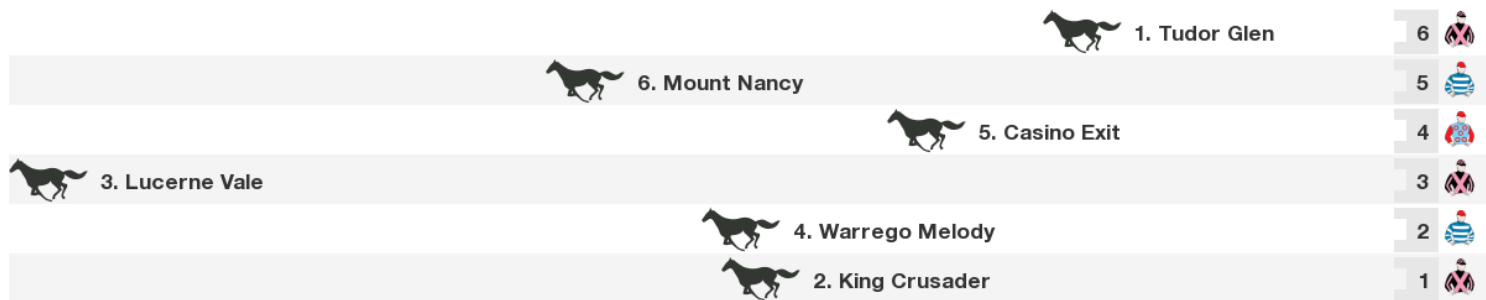 1. Tudor Glen 6
6. Mount Nancy 5
5. Casino Exit 4
3. Lucerne Vale 3
4. Warrego Melody 2
2. King Crusader 1